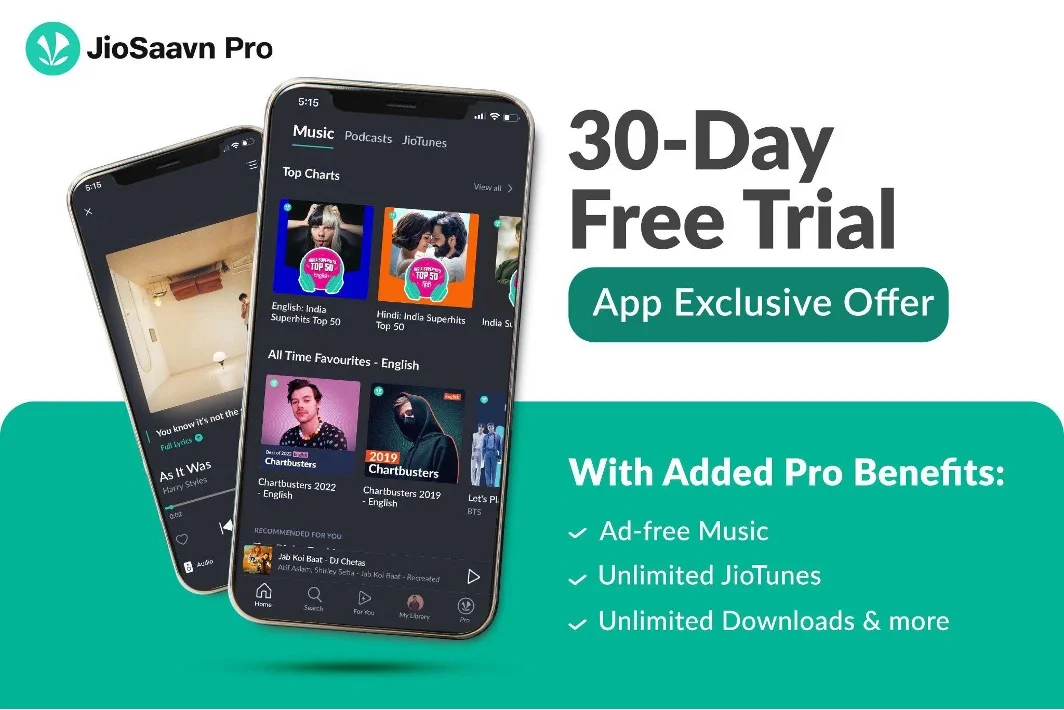 JioSaavn Pro
30-Day
Free Trial
App Exclusive Offer
With Added Pro Benefits:
Ad-free Music
Unlimited JioTunes
Unlimited Downloads & more
5:15
You know it's not the
Full lyrics
As It Was
Harry Styles
0:02
Audio
5:15
Music Podcasts JioTunes
Top Charts
View all
TOP 50
English
TOP 50
हिंदी
English: India
Superhits Top 50
Hindi: India Superhits
Top 50
India Su
All Time Favourites - English
Best of 2022 English
Chartbusters
English
2019
Chartbusters
Chartbusters 2022
- English
Chartbusters 2019
- English
Let's Pl
BTS
RECOMMENDED FOR YOU
Jab Koi Baat - DJ Chetas
Atif Aslam, Shirley Setia - Jab Koi Baat - Recreated
Home Search For You My Library Pro